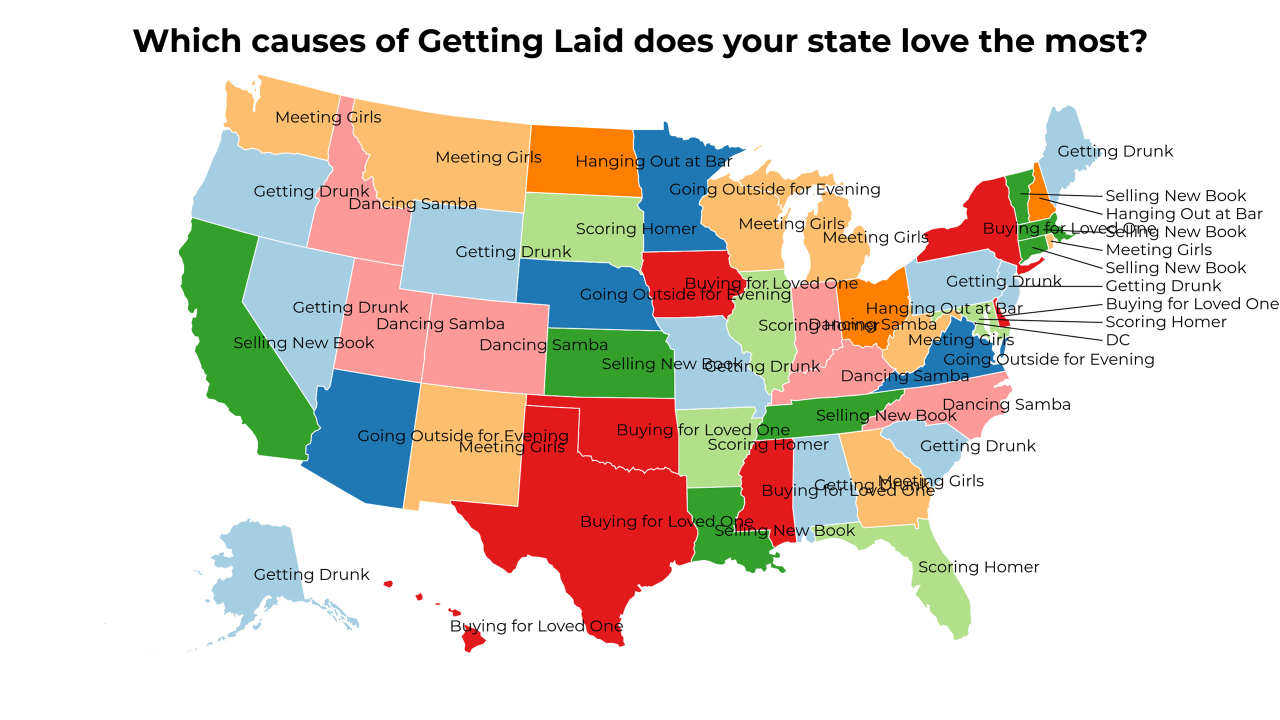 Which causes of Getting Laid does your state love the most?
Meeting Girls
Meeting Girls
Hanging Out at Bar
Going Outside for Evening
Getting Drunk
Dancing Samba
Getting Drunk
Scoring Homer
Meeting Girls
Meeting Girls
Buying for Loved One
Getting Drunk
Selling New Book
Hanging Out at Bar
Selling New Book
Meeting Girls
Selling New Book
Getting Drunk
Buying for Loved One
Scoring Homer
DC
Getting Drunk
Going Outside for Evening
Buying for Loved One
Getting Drunk
Hanging Out at Bar
Dancing Samba
Scoring Homer
Dancing Samba
Meeting Girls
Going Outside for Evening
Selling New Book
Dancing Samba
Selling New Book
Getting Drunk
Dancing Samba
Dancing Samba
Selling New Book
Buying for Loved One
Scoring Homer
Going Outside for Evening
Meeting Girls
Getting Drunk
Getting Drunk
Meeting Girls
Buying for Loved One
Buying for Loved One
Selling New Book
Scoring Homer
Getting Drunk
Buying for Loved One